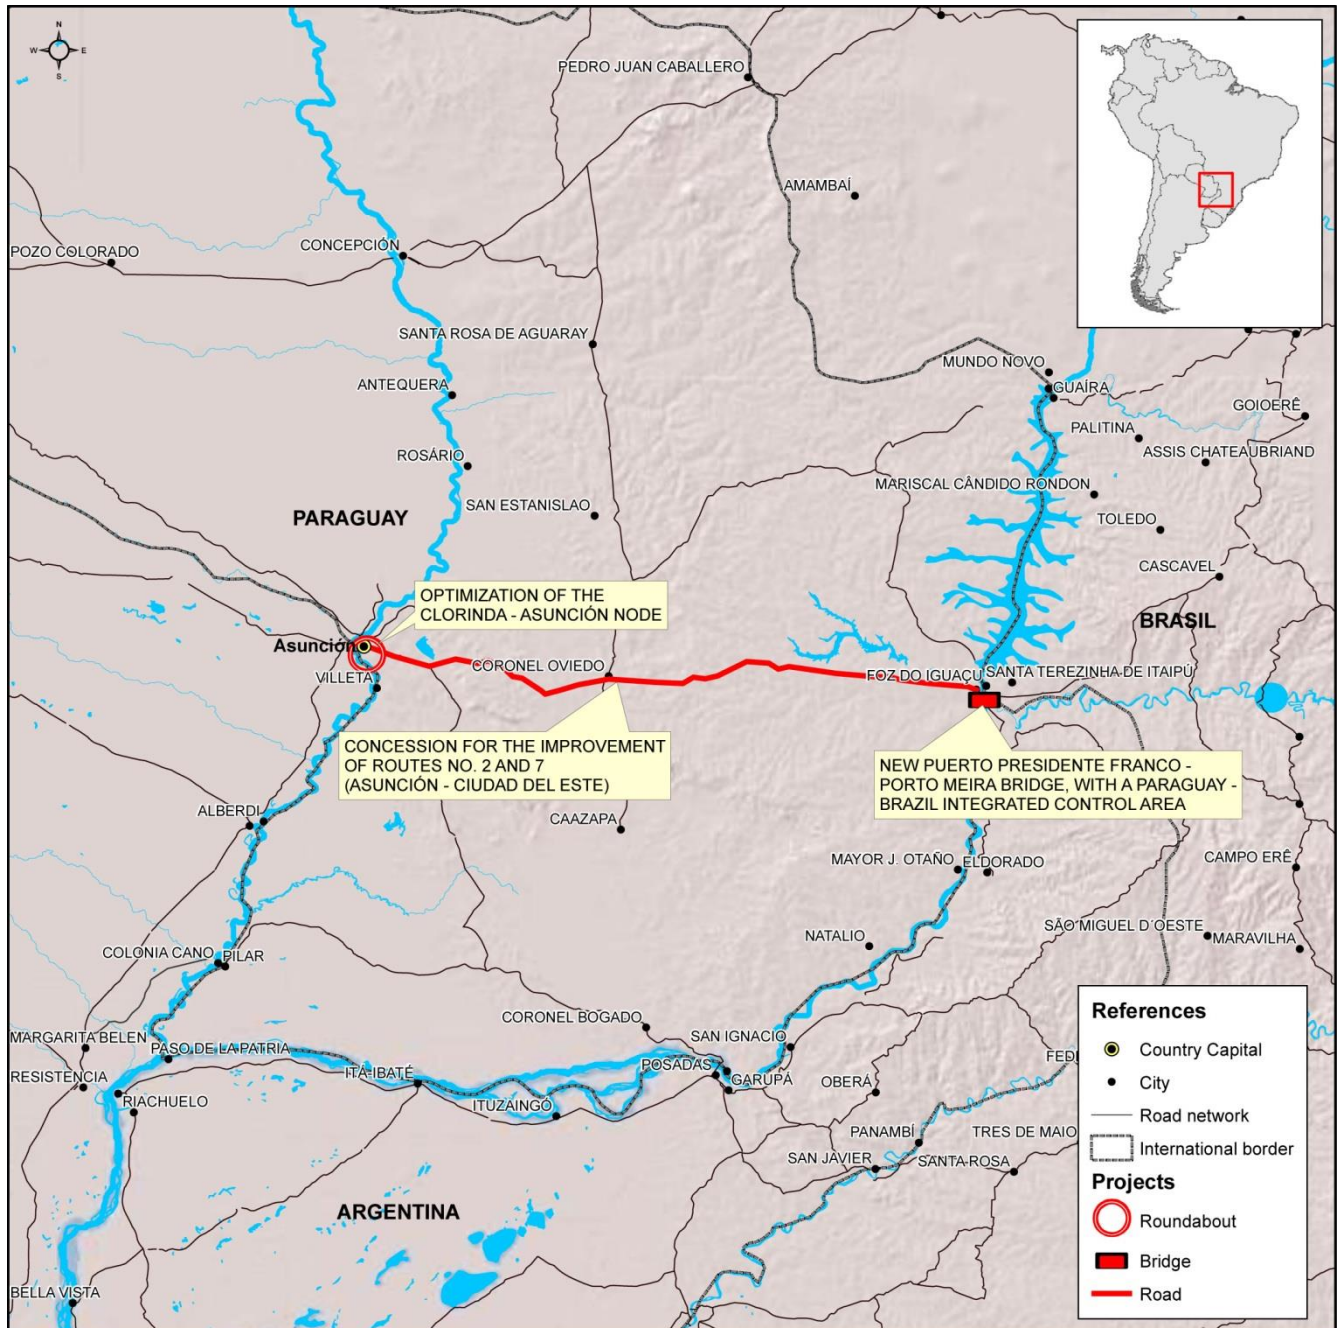 N
W
E
S
PEDRO JUAN CABALLERO
AMAMBAÍ
CONCEPCIÓN
POZO COLORADO
SANTA ROSA DE AGUARAY
MUNDO NOVO
ANTEQUERA
GUAÍRA
GOIOERÊ
PALITINA
ASSIS CHATEAUBRIAND
ROSÁRIO
MARISCAL CÂNDIDO RONDON
SAN ESTANISLAO
PARAGUAY
TOLEDO
CASCAVEL
OPTIMIZATION OF THE
CLORINDA - ASUNCIÓN NODE
BRASIL
Asunción
CORONEL OVIEDO
FOZ DO IGUAÇU
SANTA TEREZINHA DE ITAIPÚ
VILLETA
CONCESSION FOR THE IMPROVEMENT
OF ROUTES NO. 2 AND 7
(ASUNCIÓN - CIUDAD DEL ESTE)
NEW PUERTO PRESIDENTE FRANCO -
PORTO MEIRA BRIDGE, WITH A PARAGUAY -
BRAZIL INTEGRATED CONTROL AREA
ALBERDI
CAAZAPA
MAYOR J. OTAÑO
ELDORADO
CAMPO ERÊ
SÃO MIGUEL D´OESTE
NATALIO
MARAVILHA
COLONIA CANO
PILAR
CORONEL BOGADO
SAN IGNACIO
MARGARITA BELEN
PASO DE LA PATRIA
RESISTENCIA
ITÁ-IBATÉ
POSADAS
GARUPÁ
OBERÁ
FEDE
RIACHUELO
ITUZAINGÓ
PANAMBÍ
TRES DE MAIO
SAN JAVIER
SANTA ROSA
ARGENTINA
BELLA VISTA
References
Country Capital
City
Road network
International border
Projects
Roundabout
Bridge
Road